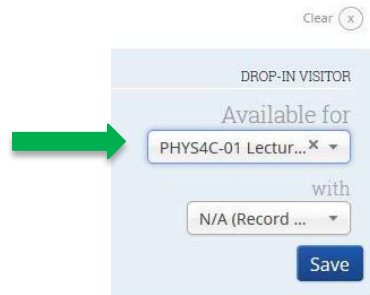 Clear x
DROP-IN VISITOR
Available for
PHYS4C-01 Lectur...×
with
N/A (Record ...
Save